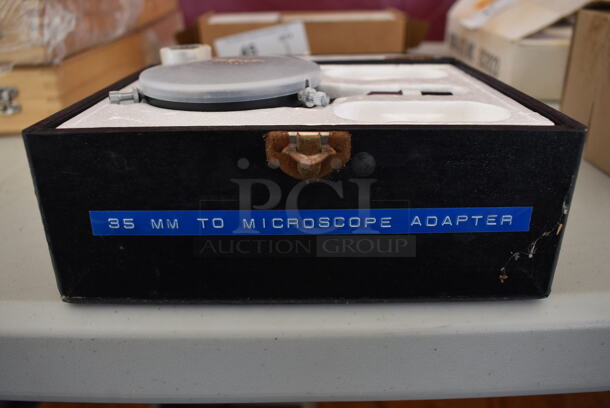 35 MM TO MICROSCOPE ADAPTER
PCI
AUCTION GROUP